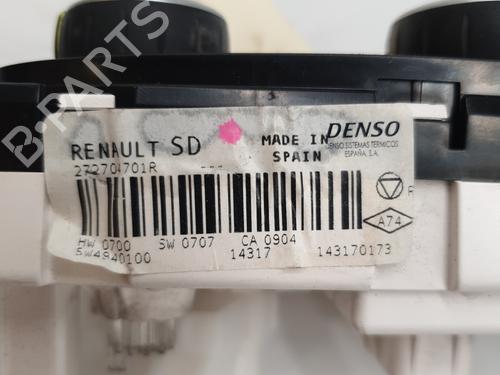 B-PARTS
RENAULT SD
MADE IN SPAIN
DENSO
DENSO SISTEMAS TERMICOS
ESPAÑA, S.A.
272704701R ---
F
A74
HW 0700 SW 0707 CA 0904
SW4940100 14317 143170173